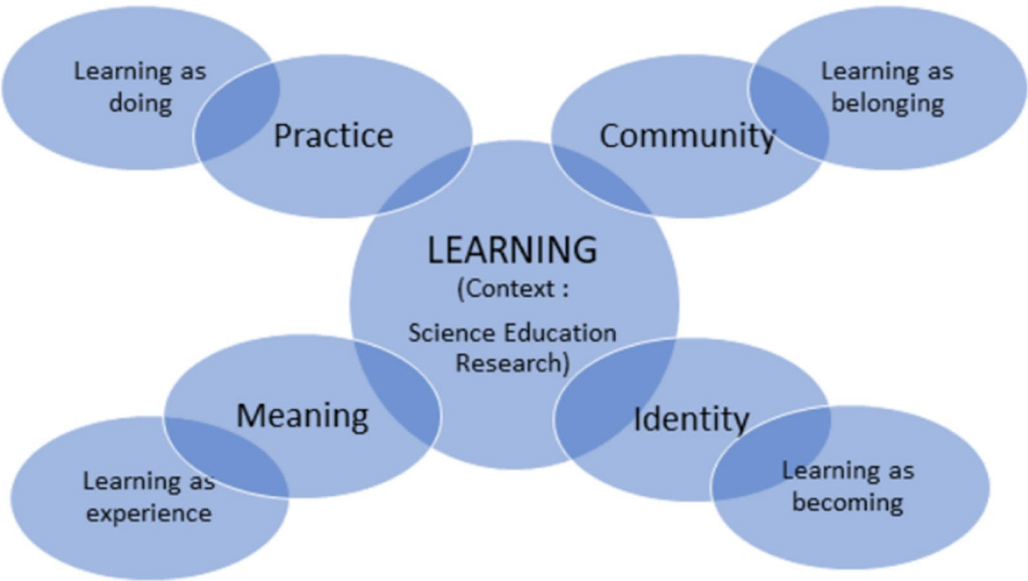 Learning as
doing
Practice
Community
Learning as
belonging
LEARNING
(Context :
Science Education
Research)
Meaning
Identity
Learning as
experience
Learning as
becoming